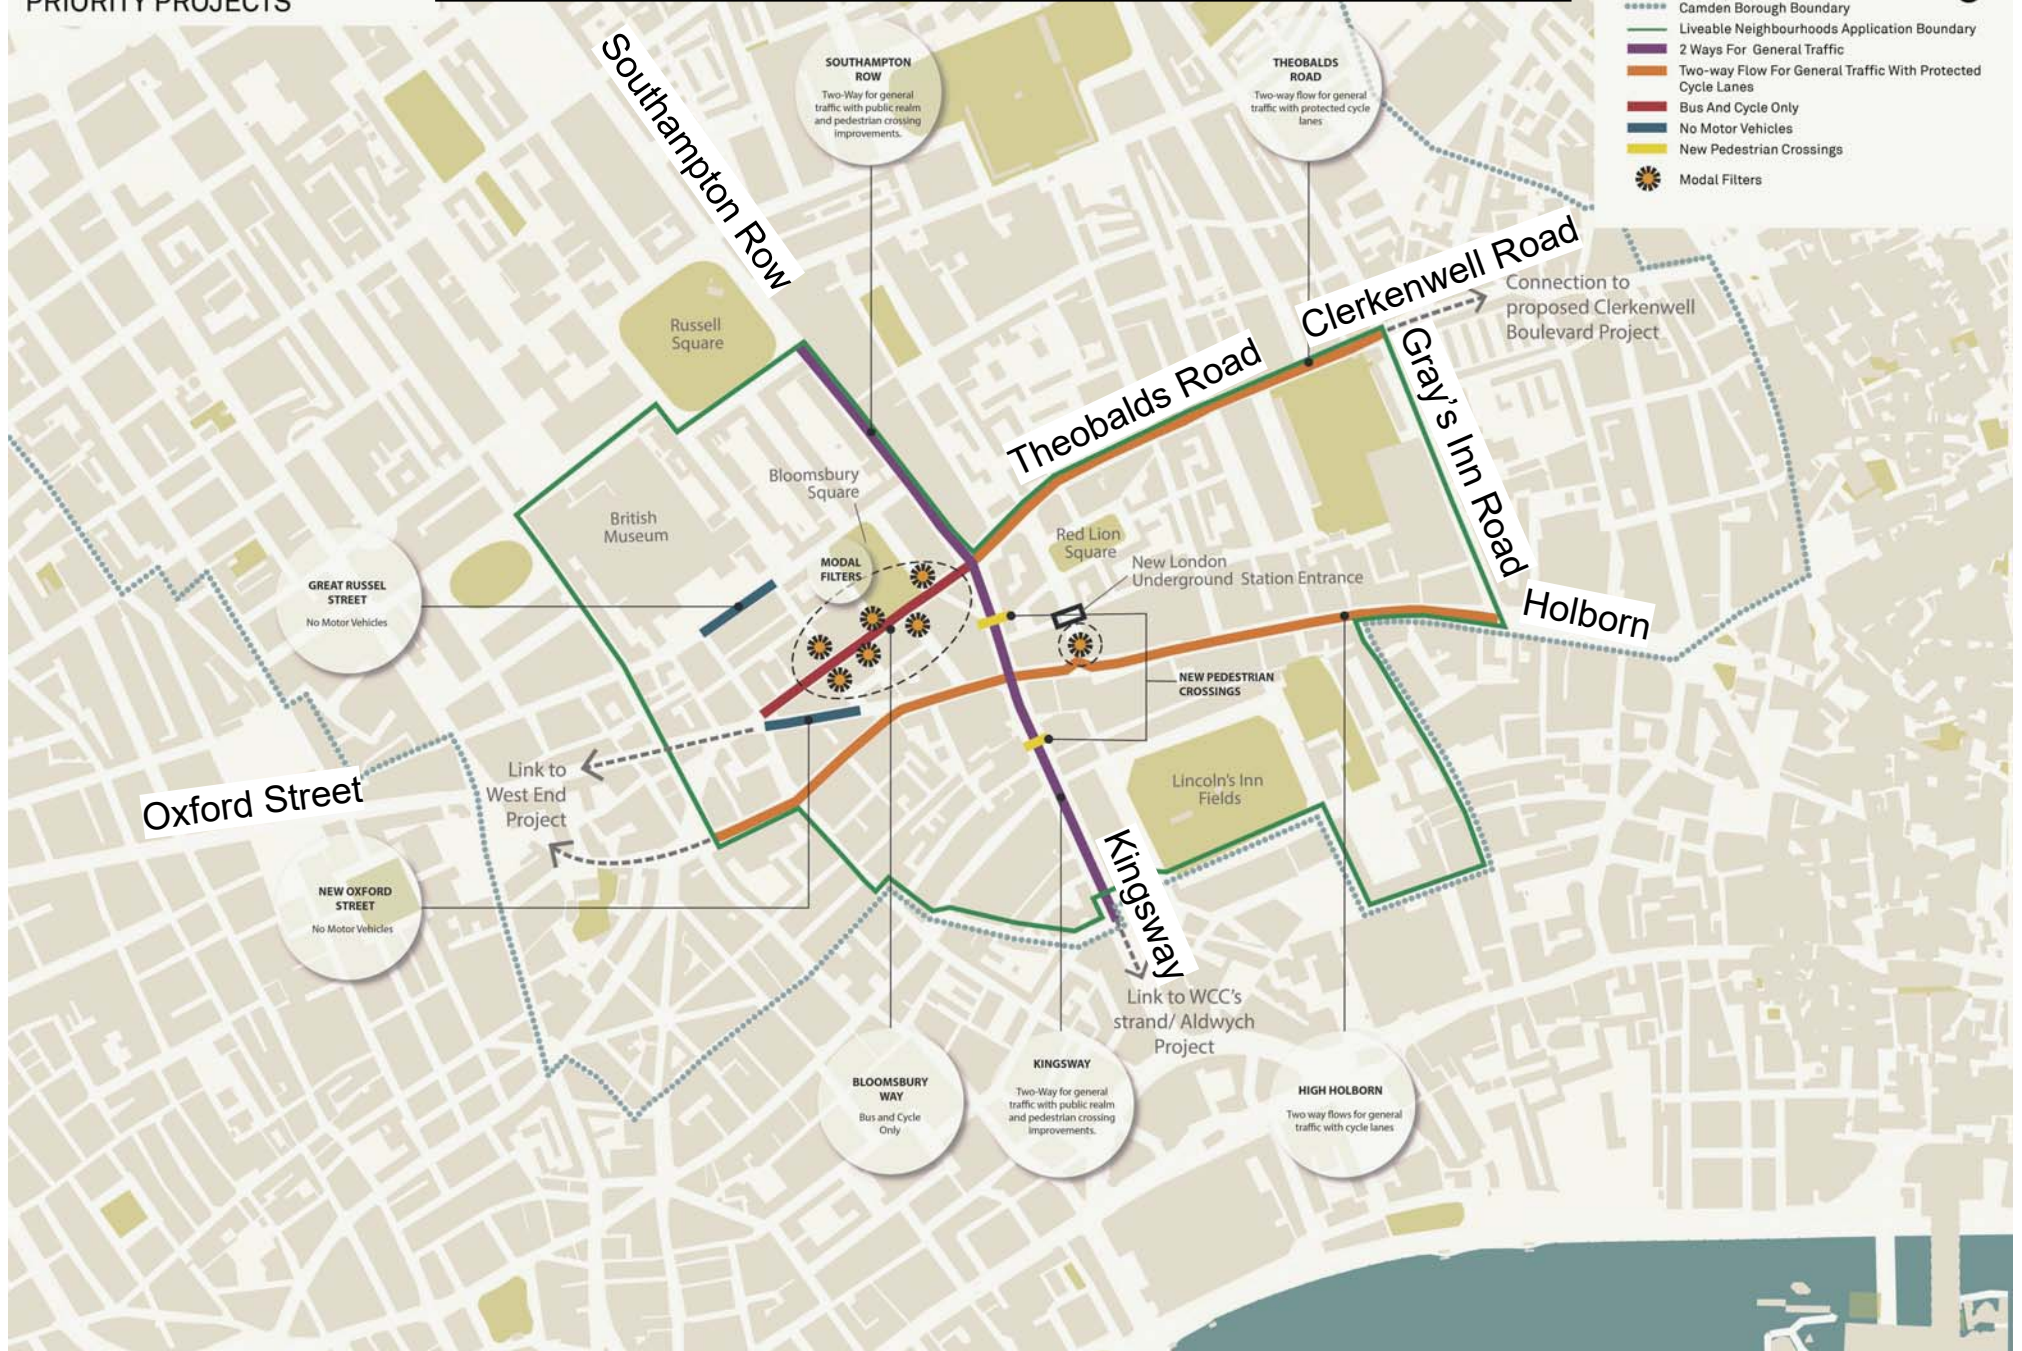 PRIORITY PROJECTS
Camden Borough Boundary
Liveable Neighbourhoods Application Boundary
2 Ways For General Traffic
Two-way Flow For General Traffic With Protected
Cycle Lanes
Bus And Cycle Only
No Motor Vehicles
New Pedestrian Crossings
Modal Filters
SOUTHAMPTON
ROW
Two-Way for general
traffic with public realm
and pedestrian crossing
improvements.
THEOBALDS
ROAD
Two-way flow for general
traffic with protected cycle
lanes
Southampton Row
Clerkenwell Road
Connection to
proposed Clerkenwell
Boulevard Project
Russell
Square
Theobalds Road
Gray's Inn Road
Bloomsbury
Square
British
Museum
MODAL
FILTERS
Red Lion
Square
New London
Underground Station Entrance
GREAT RUSSEL
STREET
No Motor Vehicles
Holborn
NEW PEDESTRIAN
CROSSINGS
Link to
West End
Project
Oxford Street
Lincoln's Inn
Fields
Kingsway
NEW OXFORD
STREET
No Motor Vehicles
Link to WCC's
strand/ Aldwych
Project
BLOOMSBURY
WAY
Bus and Cycle
Only
KINGSWAY
Two-Way for general
traffic with public realm
and pedestrian crossing
improvements.
HIGH HOLBORN
Two way flows for general
traffic with cycle lanes